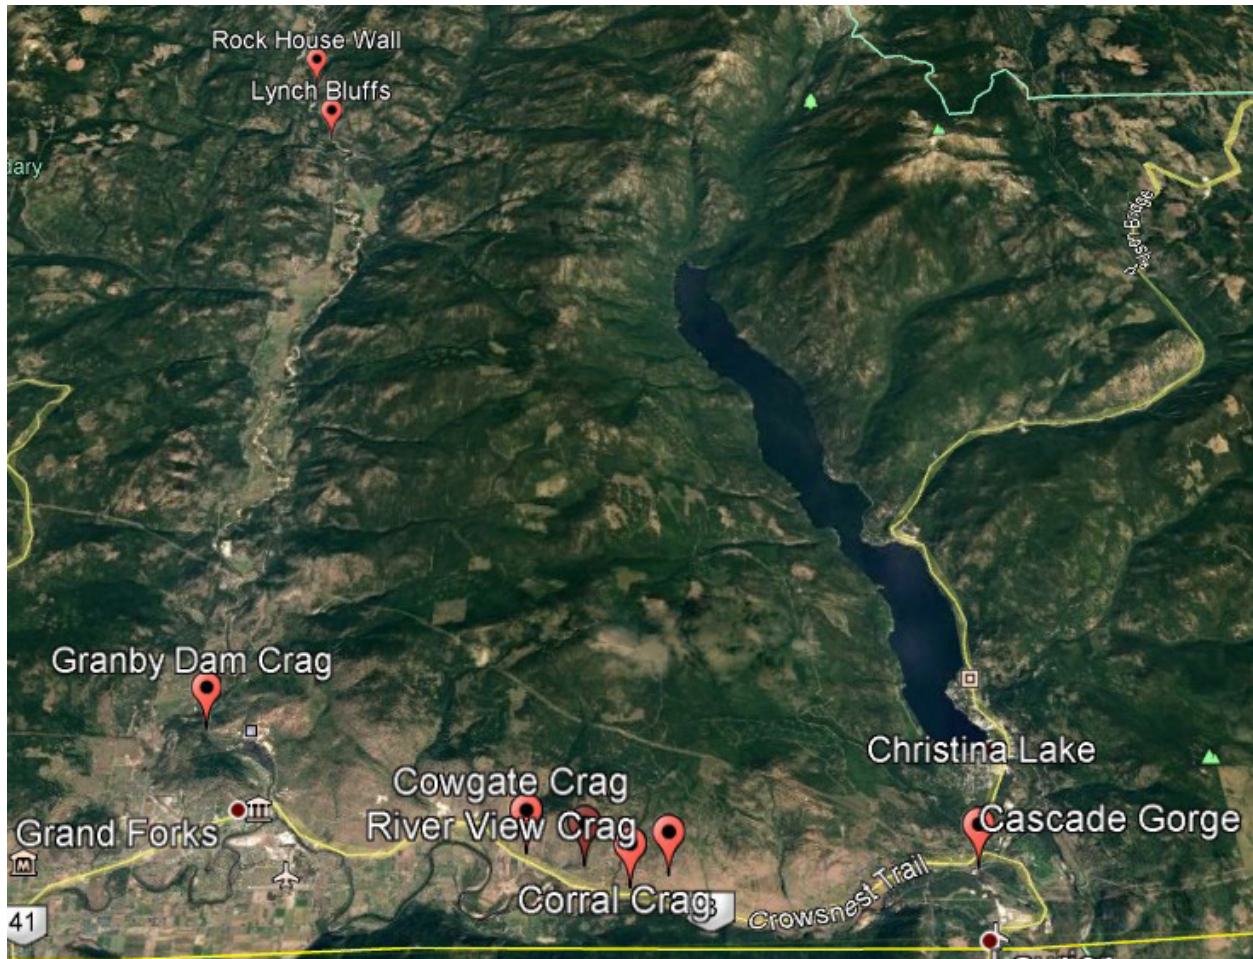 Rock House Wall
Lynch Bluffs
dary
Granby Dam Crag
Christina Lake
Cowgate Crag
Cascade Gorge
River View Crag
Grand Forks
M
Corral Crag
Crowsnest Trail
41